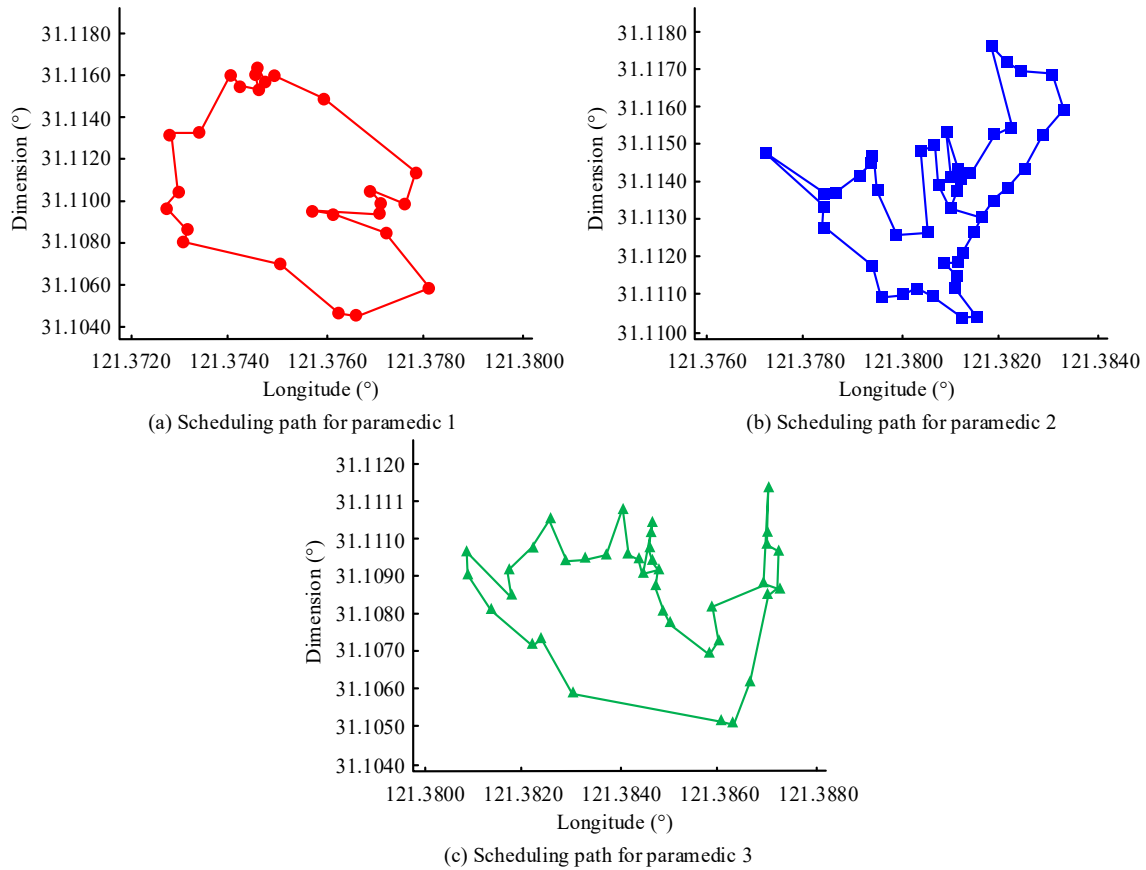 31.1180
31.1160
31.1140
31.1120
31.1100
31.1080
31.1060
31.1040
Dimension (°)
121.3720 121.3740 121.3760 121.3780 121.3800
Longitude (°)
(a) Scheduling path for paramedic 1
31.1180
31.1170
31.1160
31.1150
31.1140
31.1130
31.1120
31.1110
31.1100
Dimension (°)
121.3760 121.3780 121.3800 121.3820 121.3840
Longitude (°)
(b) Scheduling path for paramedic 2
31.1120
31.1111
31.1110
31.1090
31.1080
31.1070
31.1060
31.1050
31.1040
Dimension (°)
121.3800 121.3820 121.3840 121.3860 121.3880
Longitude (°)
(c) Scheduling path for paramedic 3